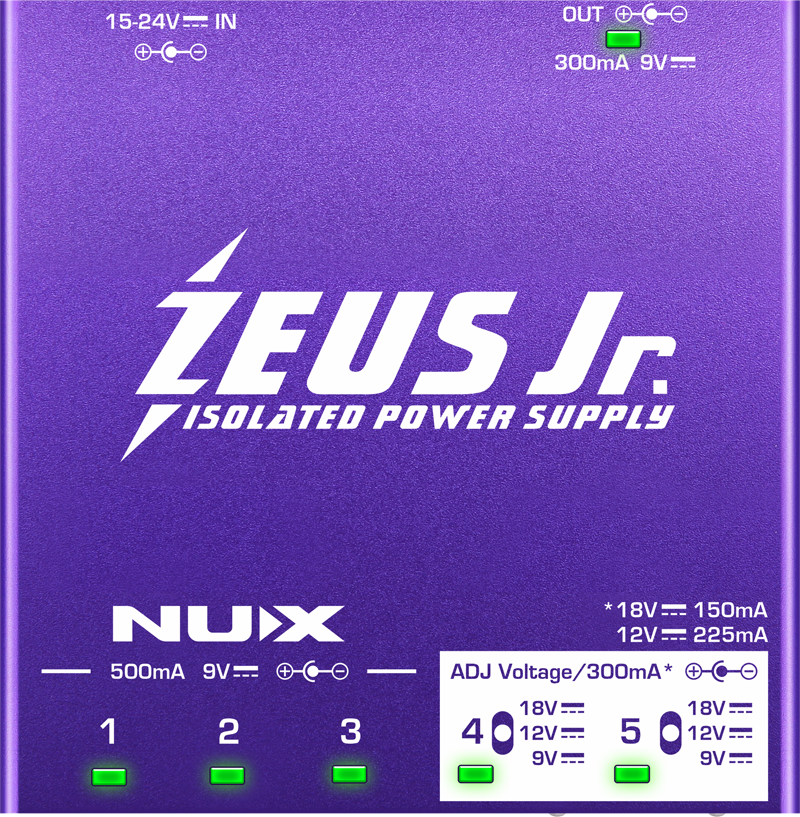 15-24V IN
OUT
300mA 9V
ZEUS Jr.
ISOLATED POWER SUPPLY
NUX
500mA 9V
1 2 3
*18V 150mA
12V 225mA
ADJ Voltage/300mA*
4
18V
12V
9V
5
18V
12V
9V